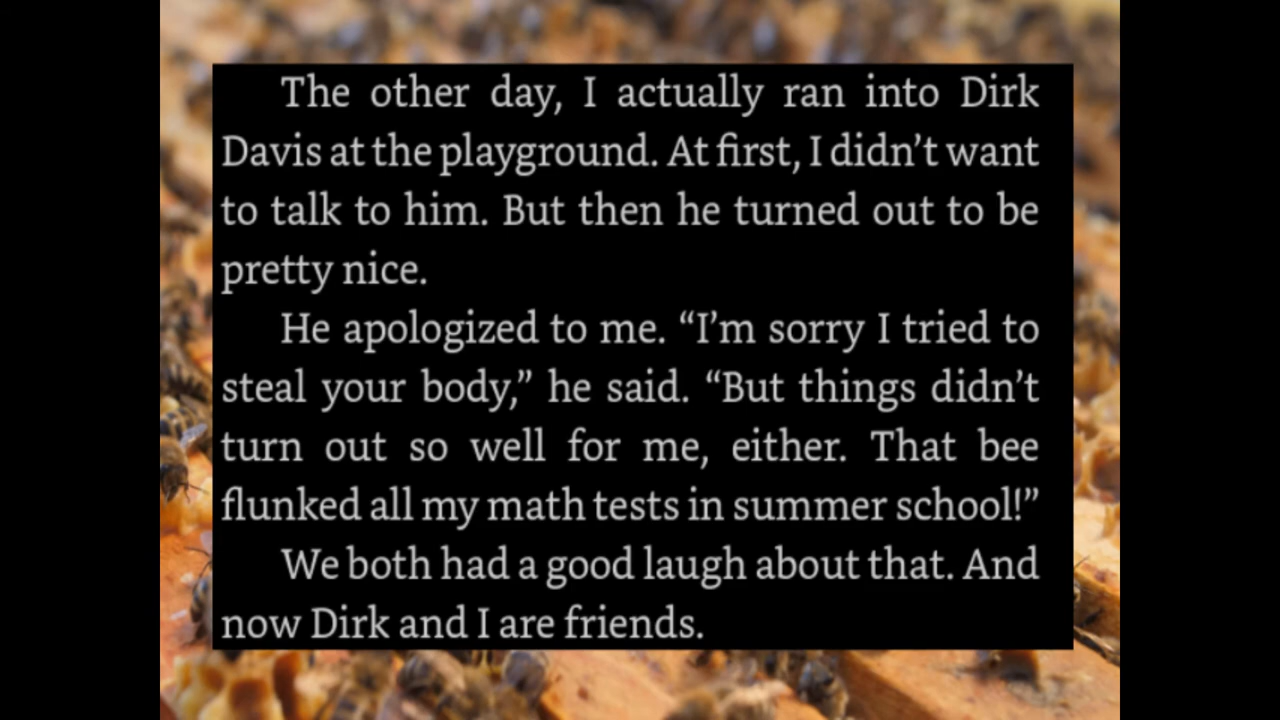 The other day, I actually ran into Dirk
Davis at the playground. At first, I didn’t want
to talk to him. But then he turned out to be
pretty nice.
He apologized to me. “I’m sorry I tried to
steal your body,” he said. “But things didn’t
turn out so well for me, either. That bee
flunked all my math tests in summer school!”
We both had a good laugh about that. And
now Dirk and I are friends.